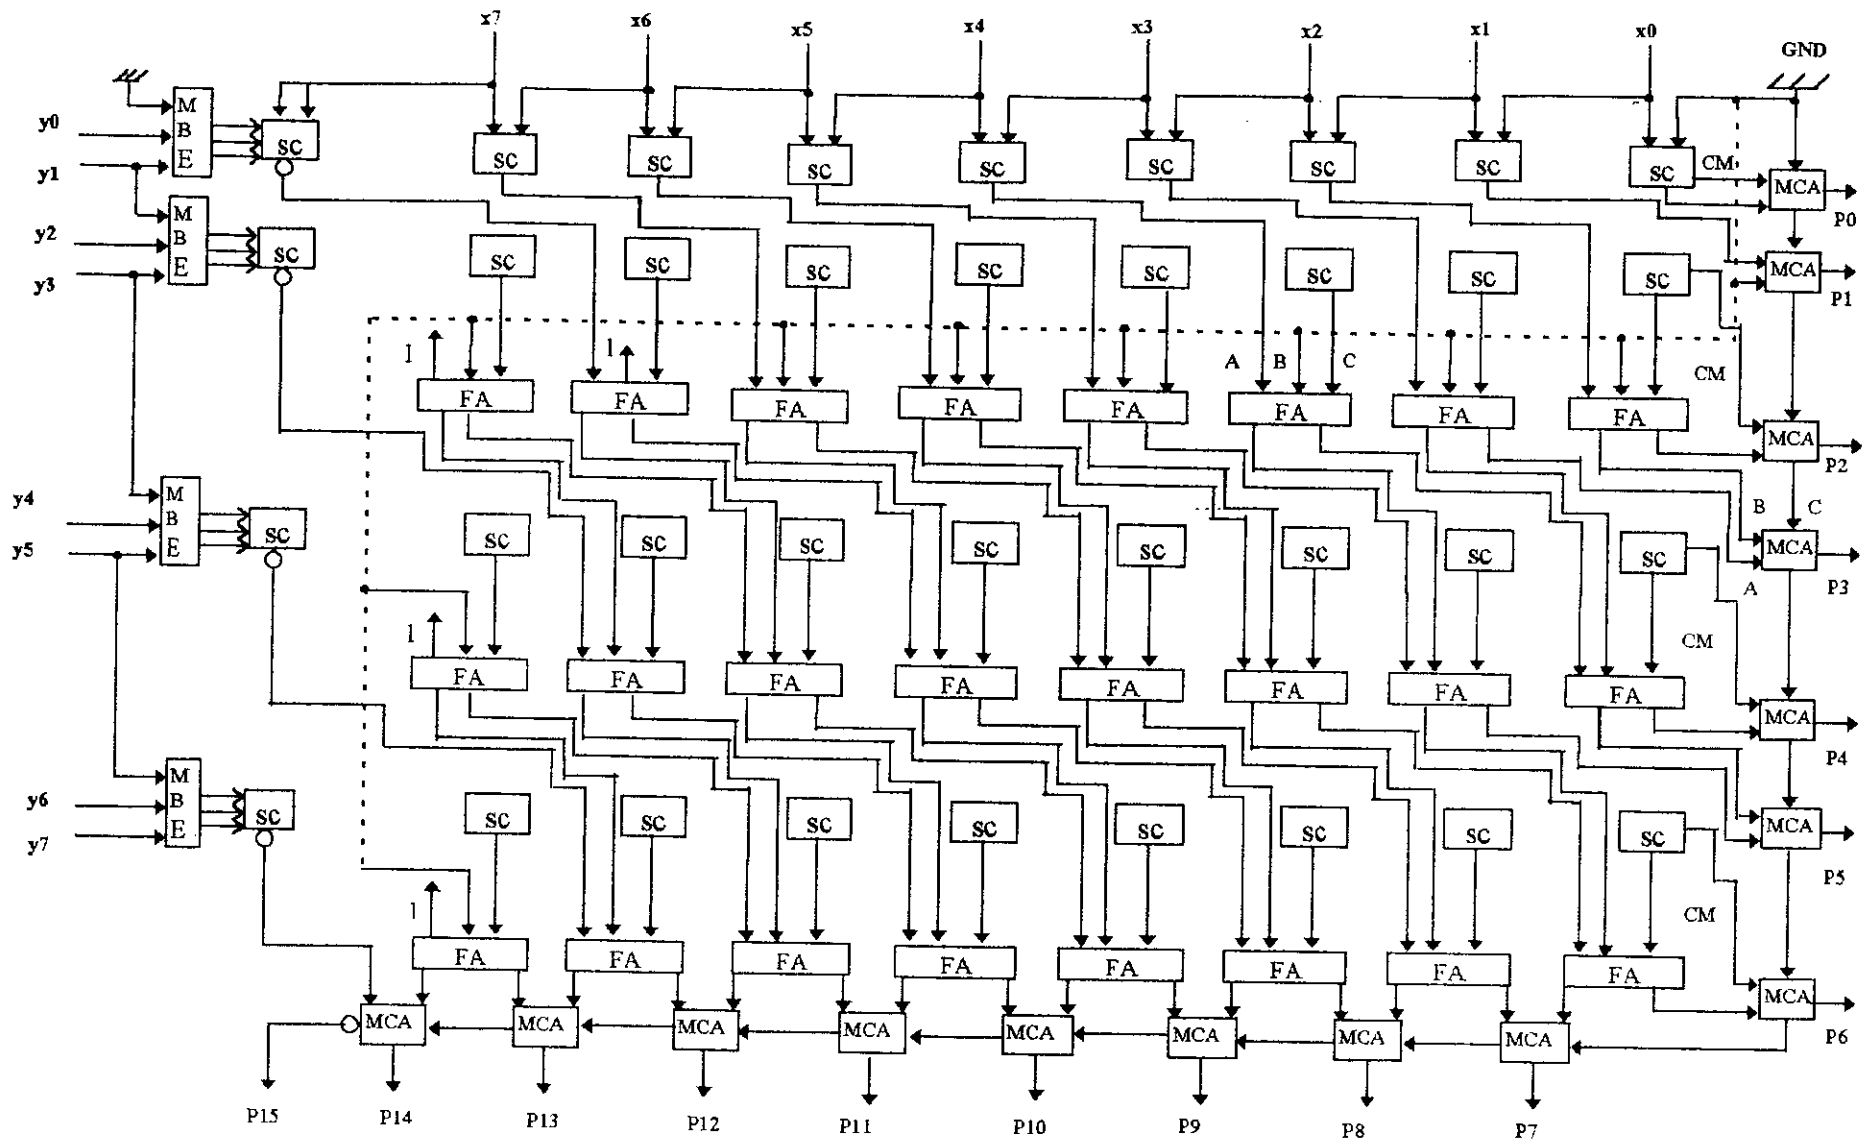 x7 x6 x5 x4 x3 x2 x1 x0 GND
y0 M B E SC
y1
SC SC SC SC SC SC SC SC CM MCA P0
y2 M B E SC
y3
SC SC SC SC SC SC SC SC MCA P1
1 1 A B C CM
FA FA FA FA FA FA FA FA MCA P2
B C
y4 M B E SC
y5
SC SC SC SC SC SC SC SC MCA P3
A
1 CM
FA FA FA FA FA FA FA FA MCA P4
y6 M B E SC
y7
SC SC SC SC SC SC SC SC MCA P5
1 CM
FA FA FA FA FA FA FA FA MCA P6
MCA MCA MCA MCA MCA MCA MCA MCA
P15 P14 P13 P12 P11 P10 P9 P8 P7